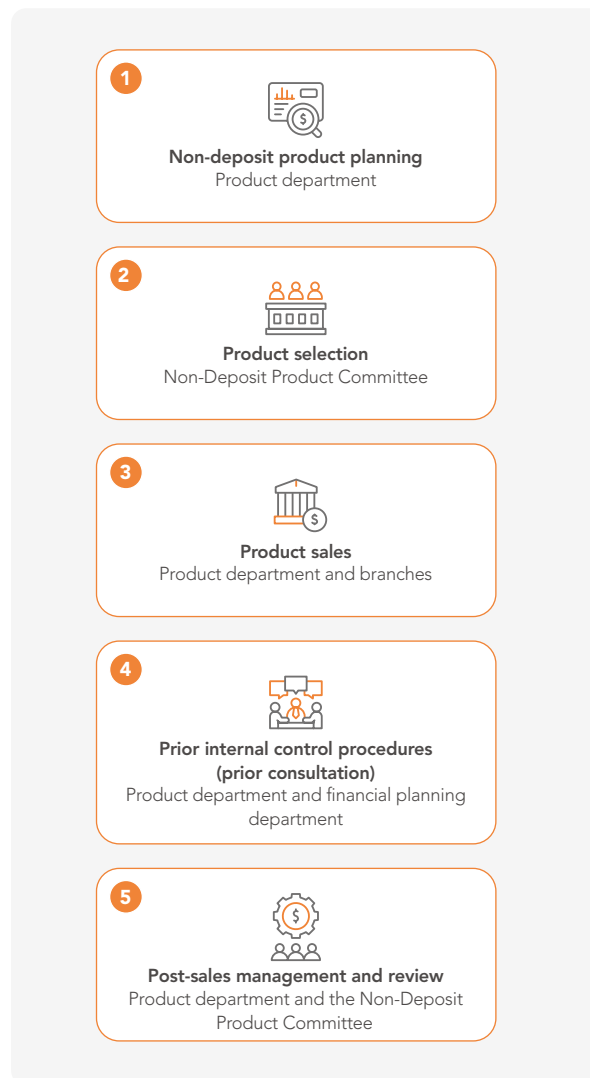 1
Non-deposit product planning
Product department
2
Product selection
Non-Deposit Product Committee
3
Product sales
Product department and branches
4
Prior internal control procedures
(prior consultation)
Product department and financial planning
department
5
Post-sales management and review
Product department and the Non-Deposit
Product Committee